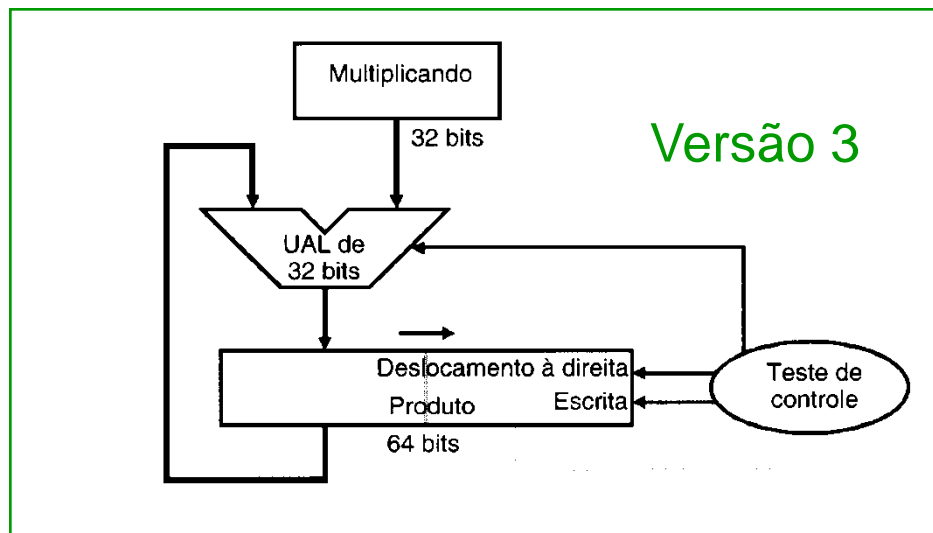 Multiplicando
32 bits
Versão 3
UAL de
32 bits
Deslocamento à direita
Produto
Escrita
64 bits
Teste de
controle